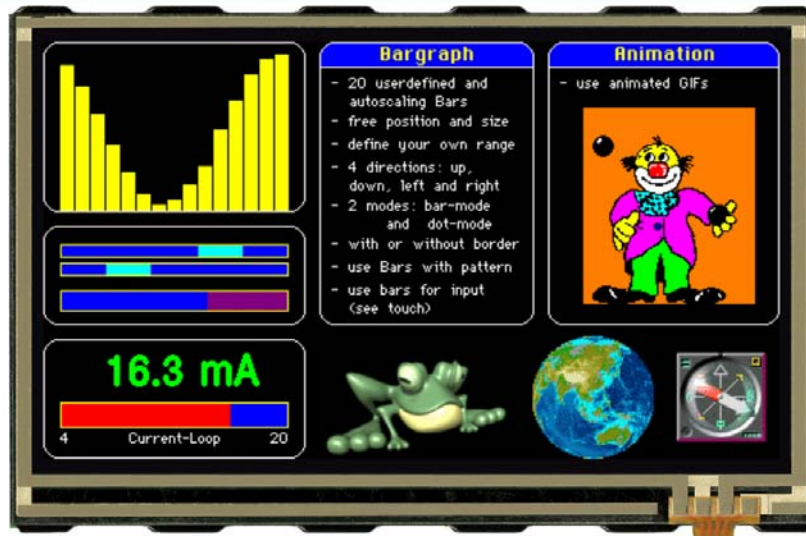 Bargraph
- 20 userdefined and
autoscaling Bars
- free position and size
- define your own range
- 4 directions: up,
down, left and right
- 2 modes: bar-mode
and dot-mode
- with or without border
- use Bars with pattern
- use bars for input
(see touch)
Animation
- use animated GIFs
16.3 mA
4 Current-Loop 20